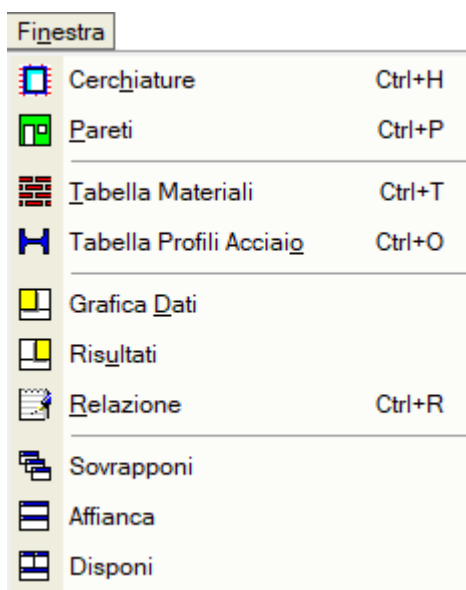 Finestra
Cerchiature Ctrl+H
Pareti Ctrl+P
Tabella Materiali Ctrl+T
Tabella Profili Acciaio Ctrl+O
Grafica Dati
Risultati
Relazione Ctrl+R
Sovrapponi
Affianca
Disponi